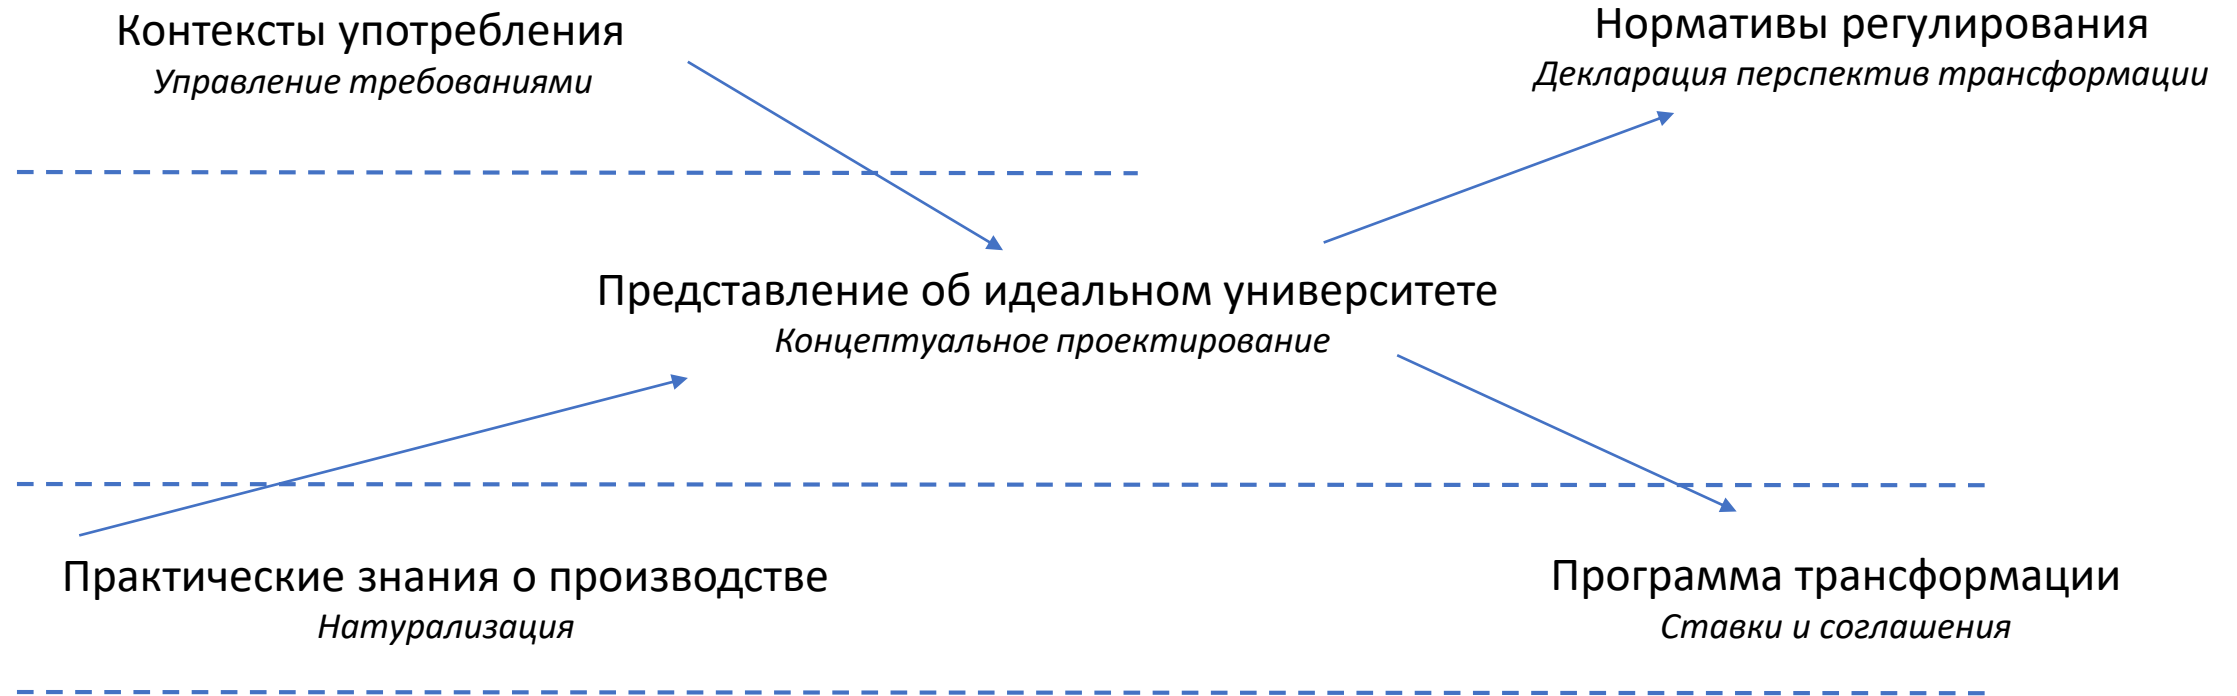 Контексты употребления
Управление требованиями
Нормативы регулирования
Декларация перспектив трансформации
Представление об идеальном университете
Концептуальное проектирование
Практические знания о производстве
Натурализация
Программа трансформации
Ставки и соглашения